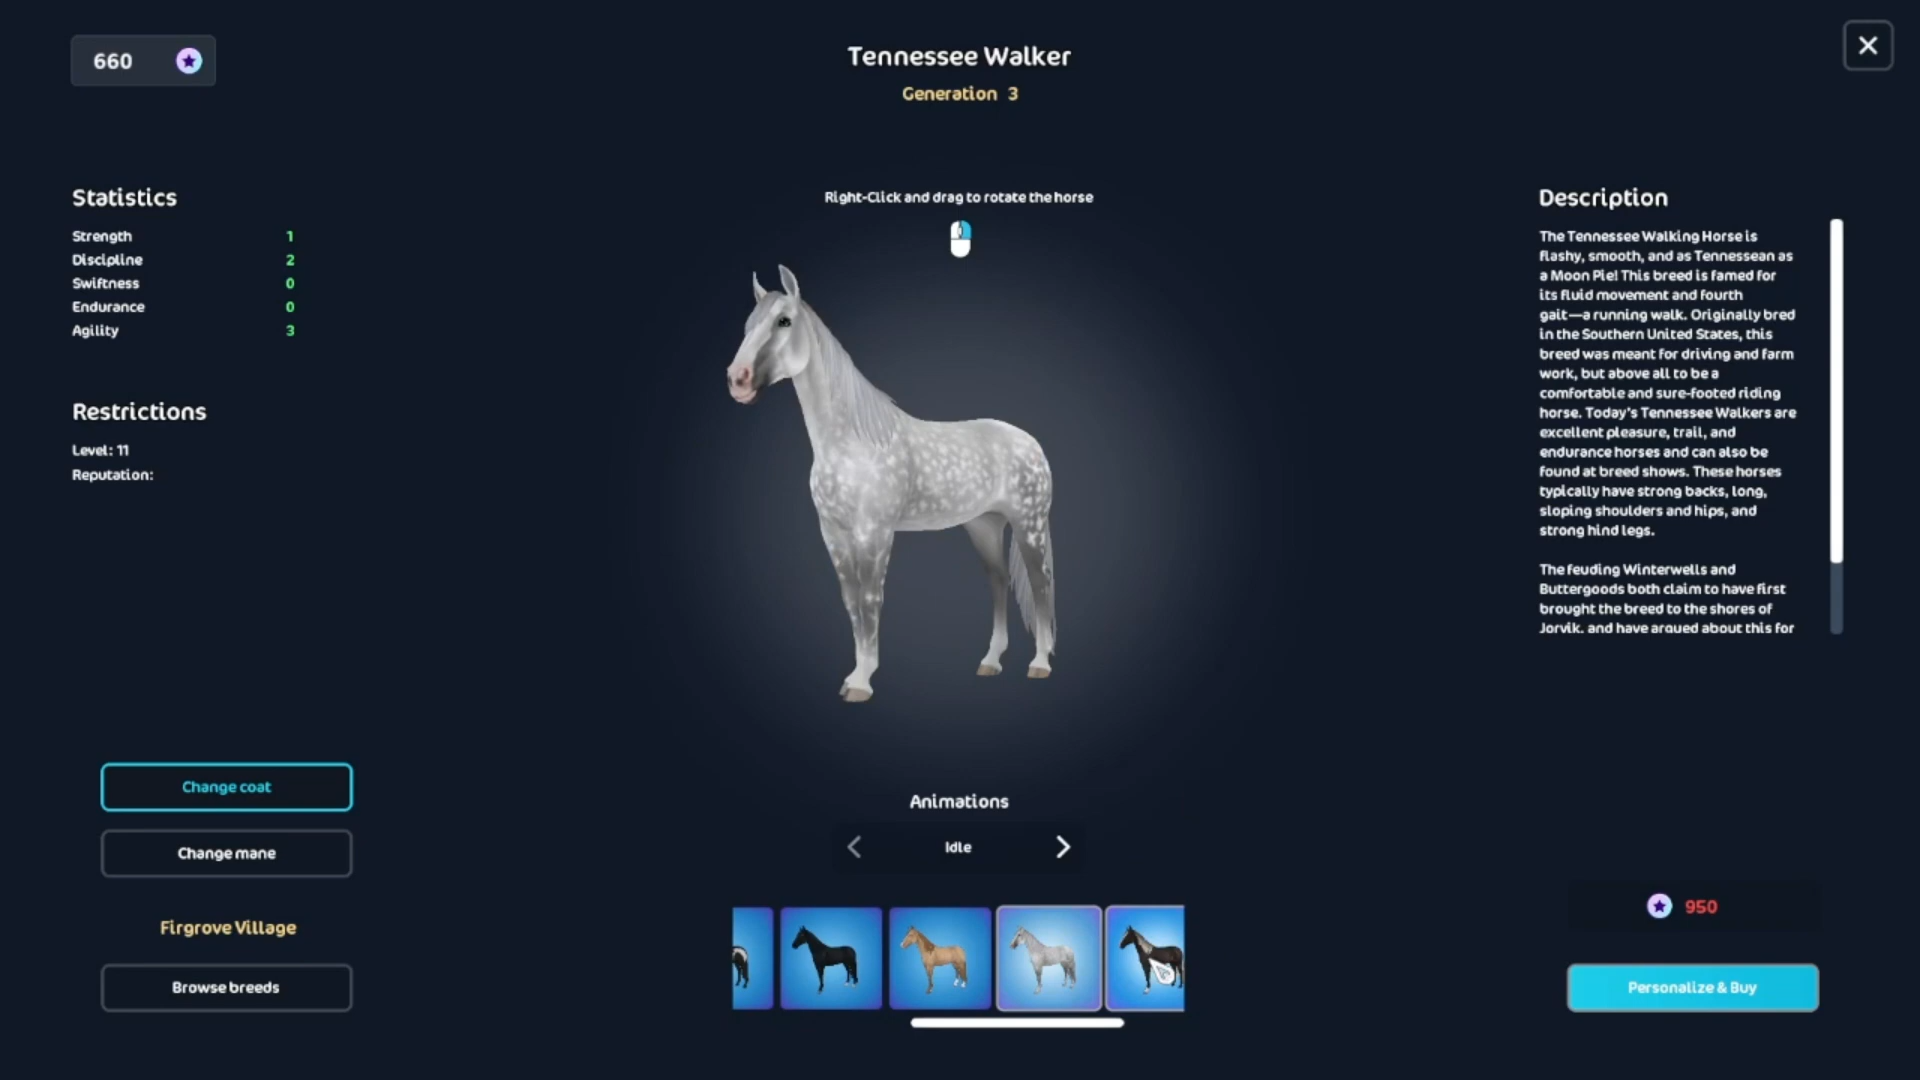 660
Tennessee Walker
Generation 3
Statistics
Strength 1
Discipline 2
Swiftness 0
Endurance 0
Agility 3
Restrictions
Level: 11
Reputation:
Right-Click and drag to rotate the horse
Description
The Tennessee Walking Horse is
flashy, smooth, and as Tennessean as
a Moon Pie! This breed is famed for
its fluid movement and fourth
gait—a running walk. Originally bred
in the Southern United States, this
breed was meant for driving and farm
work, but above all to be a
comfortable and sure-footed riding
horse. Today's Tennessee Walkers are
excellent pleasure, trail, and
endurance horses and can also be
found at breed shows. These horses
typically have strong backs, long,
sloping shoulders and hips, and
strong hind legs.
The feuding Winterwells and
Buttergoods both claim to have first
brought the breed to the shores of
Jorvik, and have argued about this for
Change coat
Change mane
Firgrove Village
Browse breeds
Animations
Idle
950
Personalize & Buy